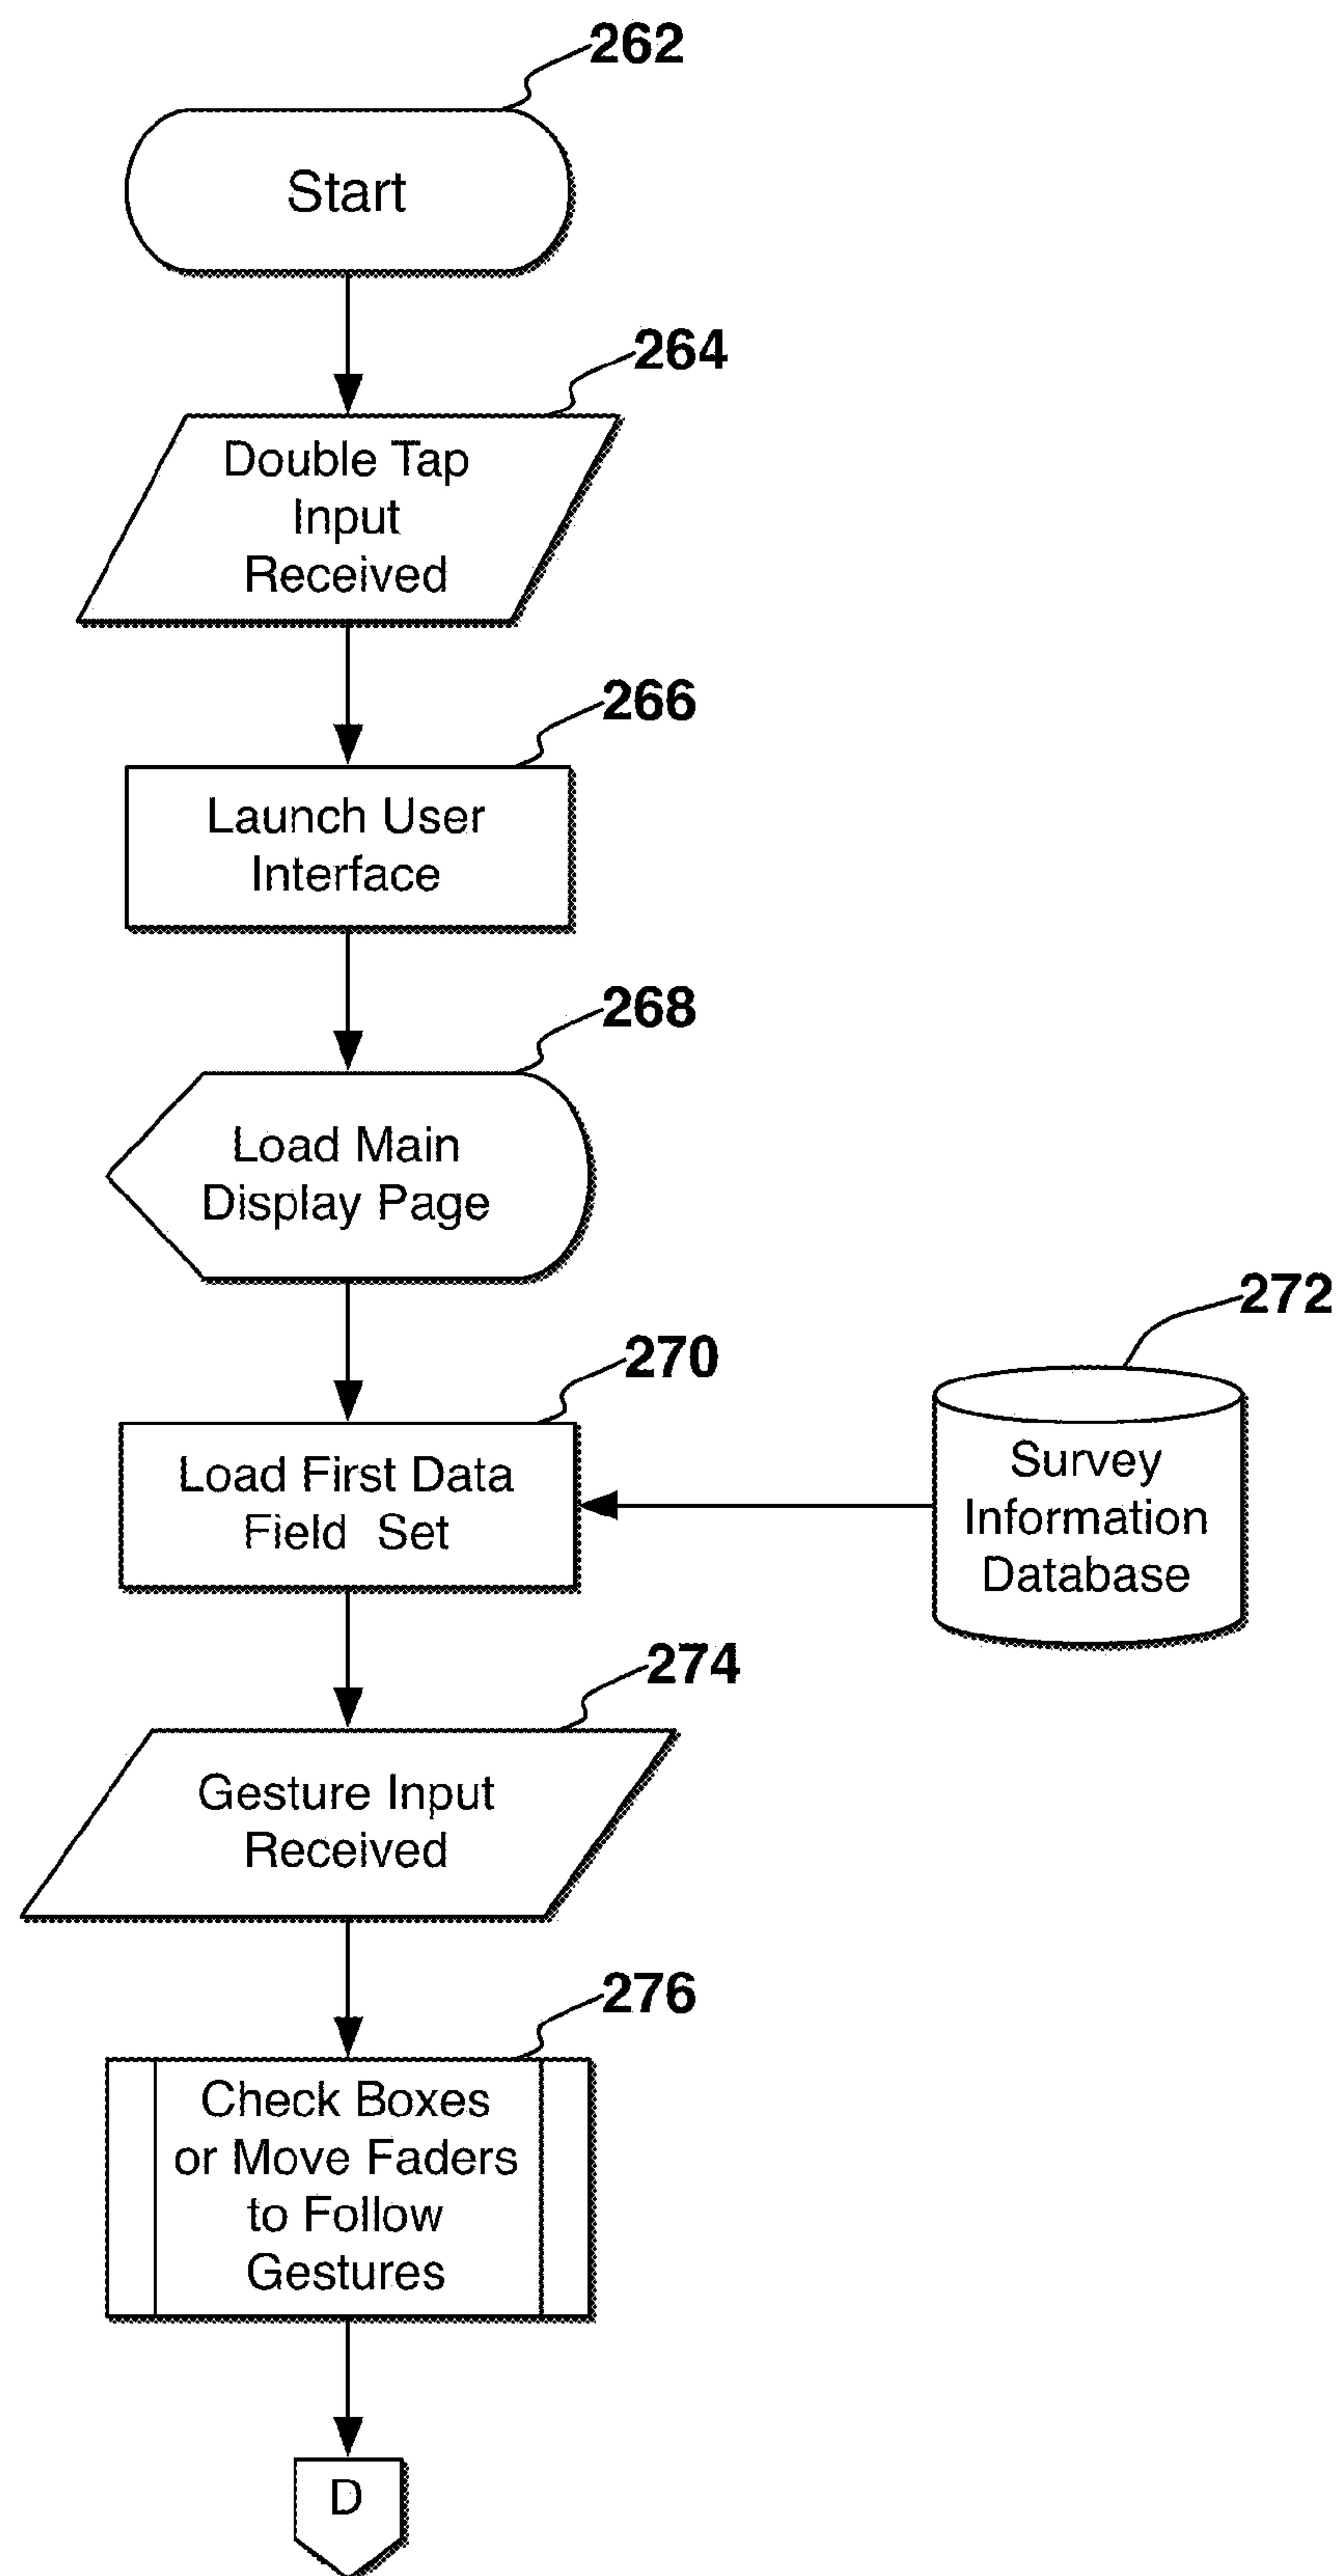 262
Start
264
Double Tap
Input
Received
266
Launch User
Interface
268
Load Main
Display Page
272
270
Load First Data
Field Set
Survey
Information
Database
274
Gesture Input
Received
276
Check Boxes
or Move Faders
to Follow
Gestures
D